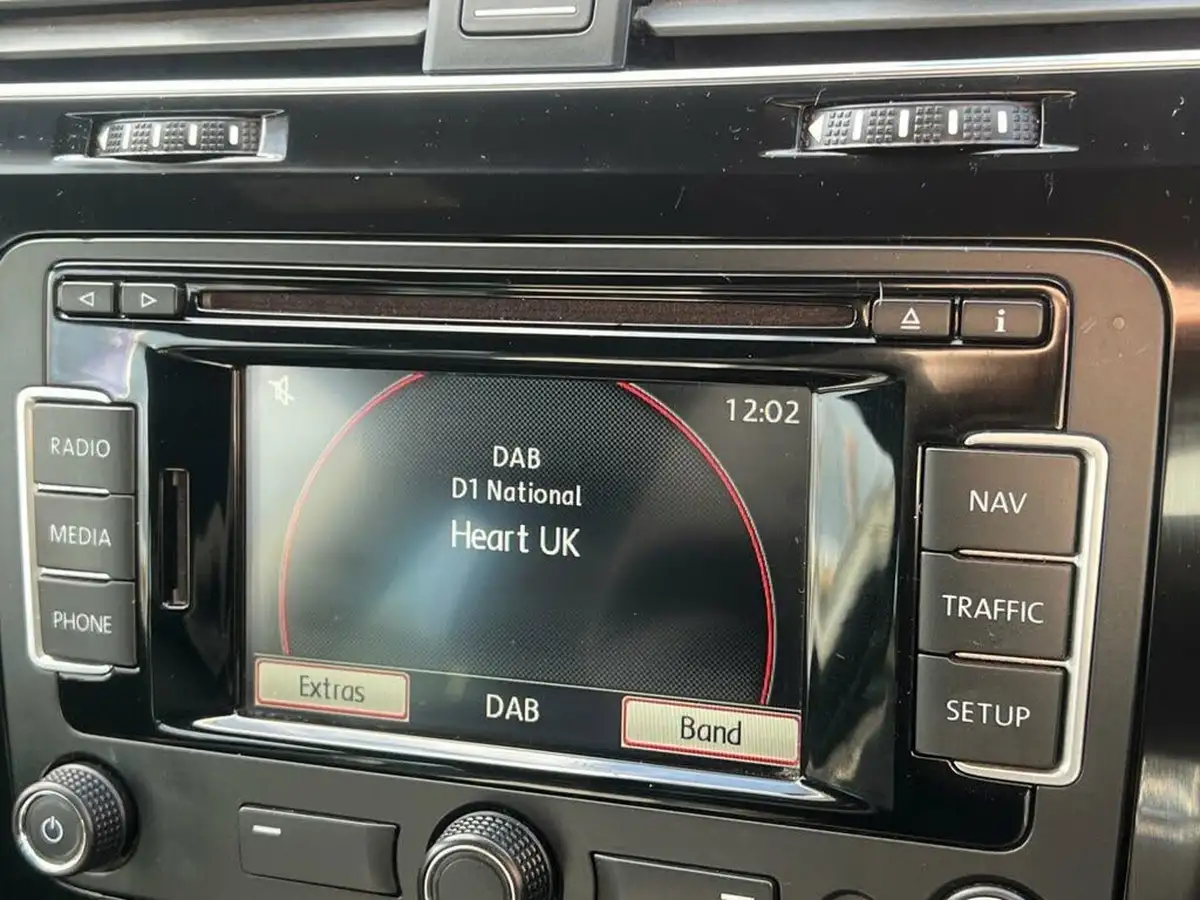 i
12:02
RADIO
MEDIA
PHONE
DAB
D1 National
Heart UK
Extras
DAB
Band
NAV
TRAFFIC
SETUP